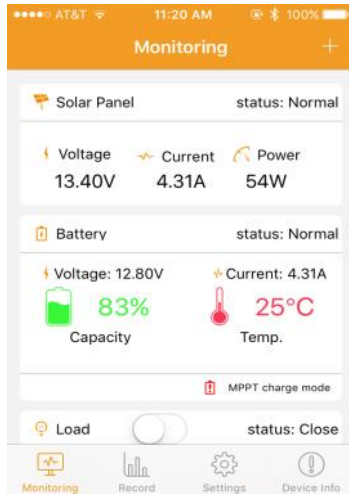 AT&T 11:20 AM 100%
Monitoring +
Solar Panel status: Normal
Voltage Current Power
13.40V 4.31A 54W
Battery status: Normal
Voltage: 12.80V Current: 4.31A
83% 25°C
Capacity Temp.
MPPT charge mode
Load status: Close
Monitoring Record Settings Device Info